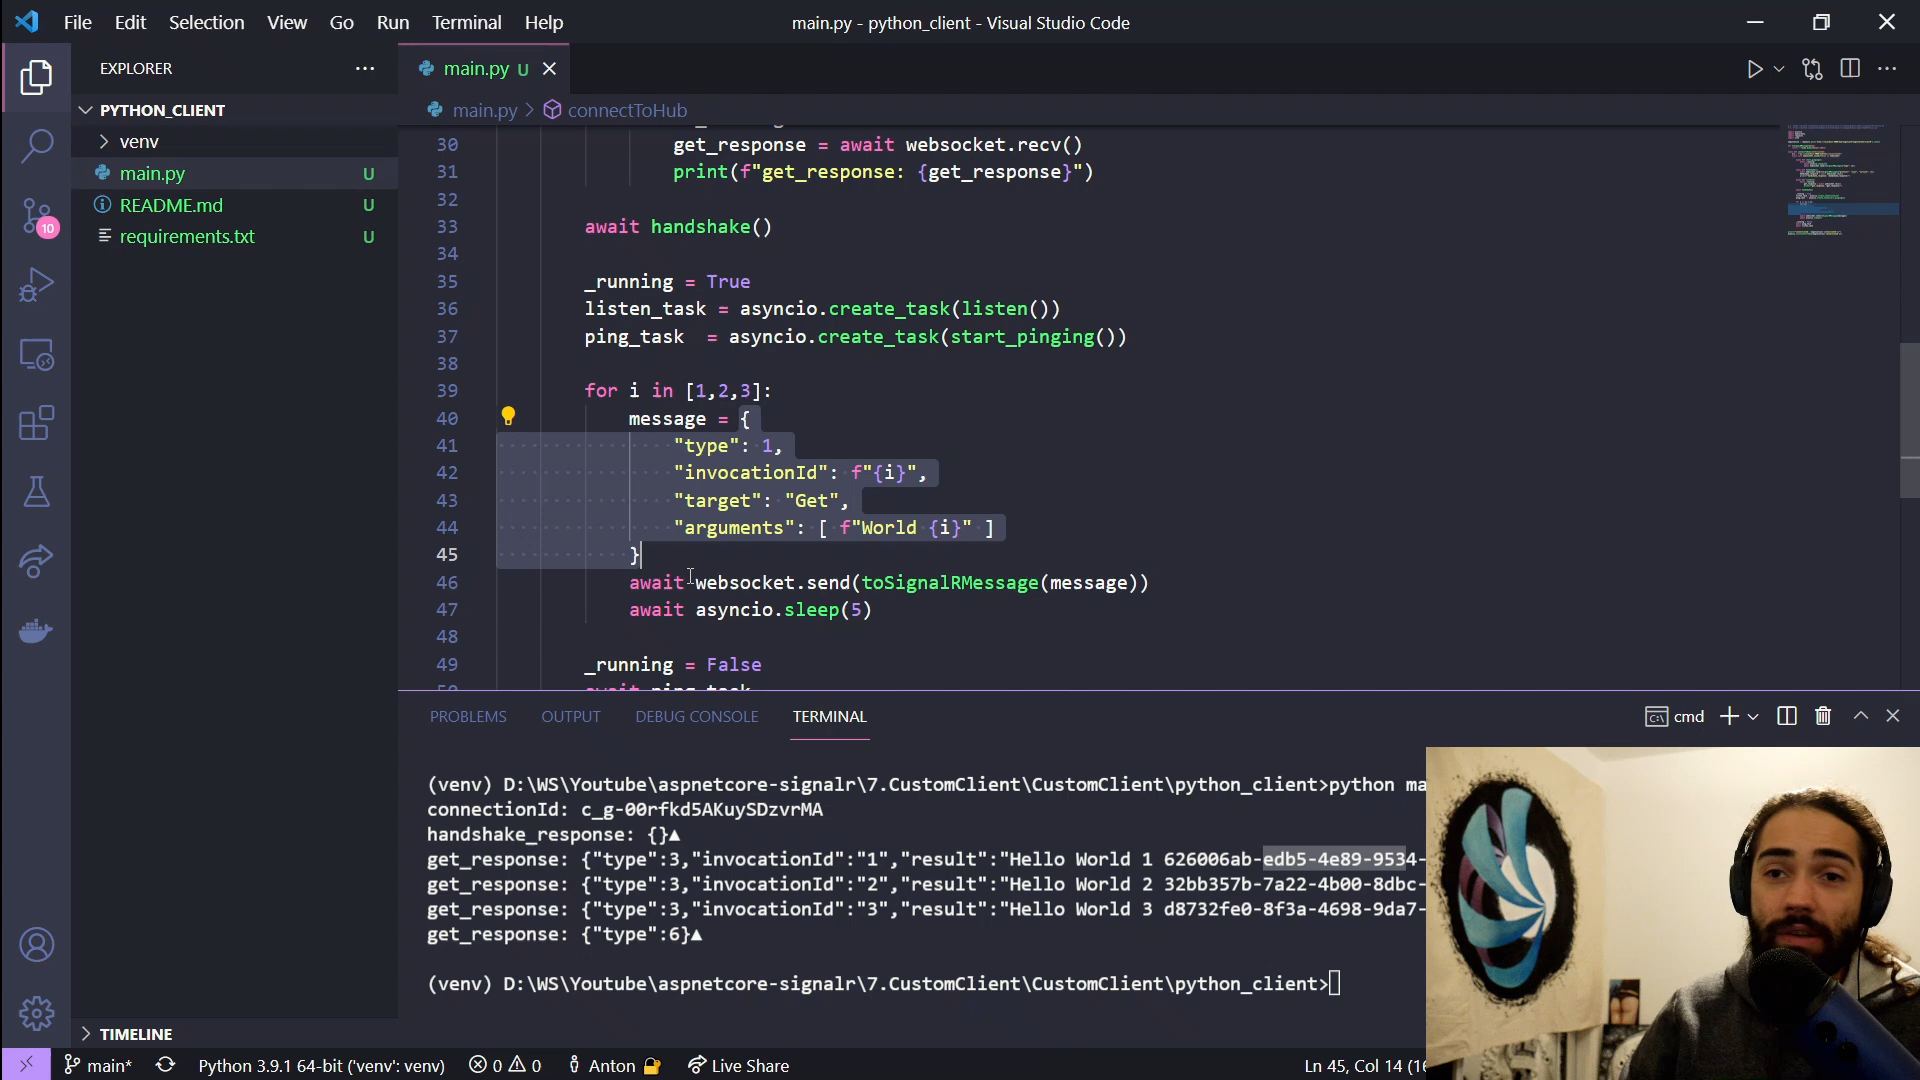 File Edit Selection View Go Run Terminal Help
main.py - python_client - Visual Studio Code
EXPLORER
main.py U
PYTHON_CLIENT
main.py > connectToHub
venv
main.py U
README.md U
requirements.txt U
10
30 get_response = await websocket.recv()
31 print(f"get_response: {get_response}")
32
33 await handshake()
34
35 _running = True
36 listen_task = asyncio.create_task(listen())
37 ping_task = asyncio.create_task(start_pinging())
38
39 for i in [1,2,3]:
40 message = {
41 "type": 1,
42 "invocationId": f"{i}",
43 "target": "Get",
44 "arguments": [ f"World {i}" ]
45 }
46 await websocket.send(toSignalRMessage(message))
47 await asyncio.sleep(5)
48
49 _running = False
PROBLEMS OUTPUT DEBUG CONSOLE TERMINAL
cmd
(venv) D:\WS\Youtube\aspnetcore-signalr\7.CustomClient\CustomClient\python_client>python ma
connectionId: c_g-00rfkd5AKuySDzvrMA
handshake_response: {}▲
get_response: {"type":3,"invocationId":"1","result":"Hello World 1 626006ab-edb5-4e89-9534-
get_response: {"type":3,"invocationId":"2","result":"Hello World 2 32bb357b-7a22-4b00-8dbc-
get_response: {"type":3,"invocationId":"3","result":"Hello World 3 d8732fe0-8f3a-4698-9da7-
get_response: {"type":6}▲
(venv) D:\WS\Youtube\aspnetcore-signalr\7.CustomClient\CustomClient\python_client>
TIMELINE
main* Python 3.9.1 64-bit ('venv': venv) 0 0 Anton Live Share Ln 45, Col 14 (16